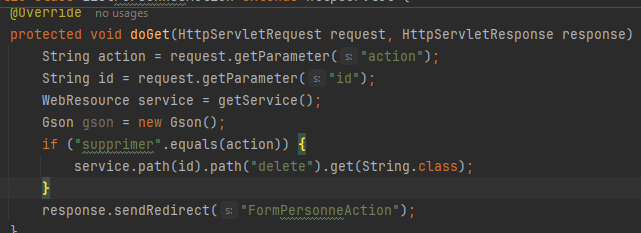 @Override no usages
protected void doGet(HttpServletRequest request, HttpServletResponse response)
String action = request.getParameter( s: "action");
String id = request.getParameter( s: "id");
WebResource service = getService();
Gson gson = new Gson();
if ("supprimer".equals(action)) {
service.path(id).path("delete").get(String.class);
}
response.sendRedirect( s: "FormPersonneAction");
}